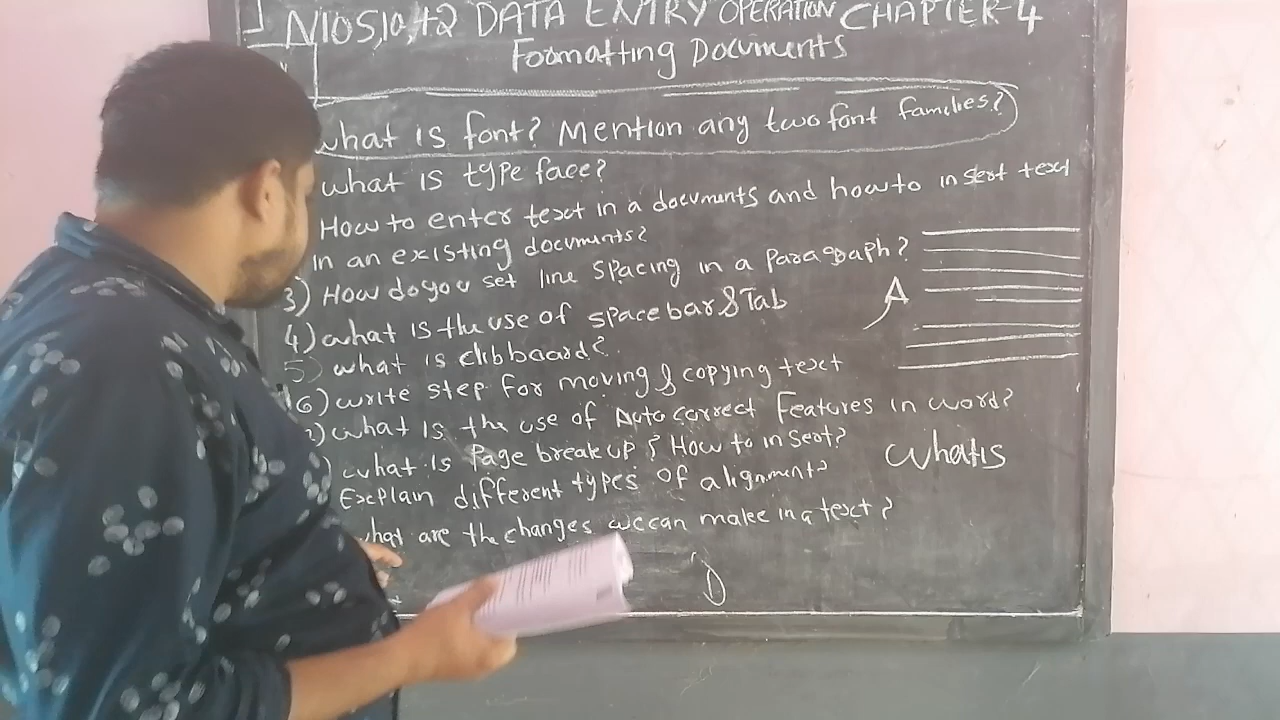 NIOS,10,+2 DATA ENTRY OPERATION CHAPTER-4
Formatting Documents
what is font? Mention any two font families?
what is type face?
How to enter text in a documents and how to insert text
in an existing documents?
3) How do you set line spacing in a paragraph?
4) what is the use of spacebar & Tab
5) what is clibbaard?
6) write step for moving & copying text
) what is the use of Auto correct Features in word?
) what is Page break up & How to insert?
Explain different types of alignment?
what are the changes we can make in a text?
A
whatis